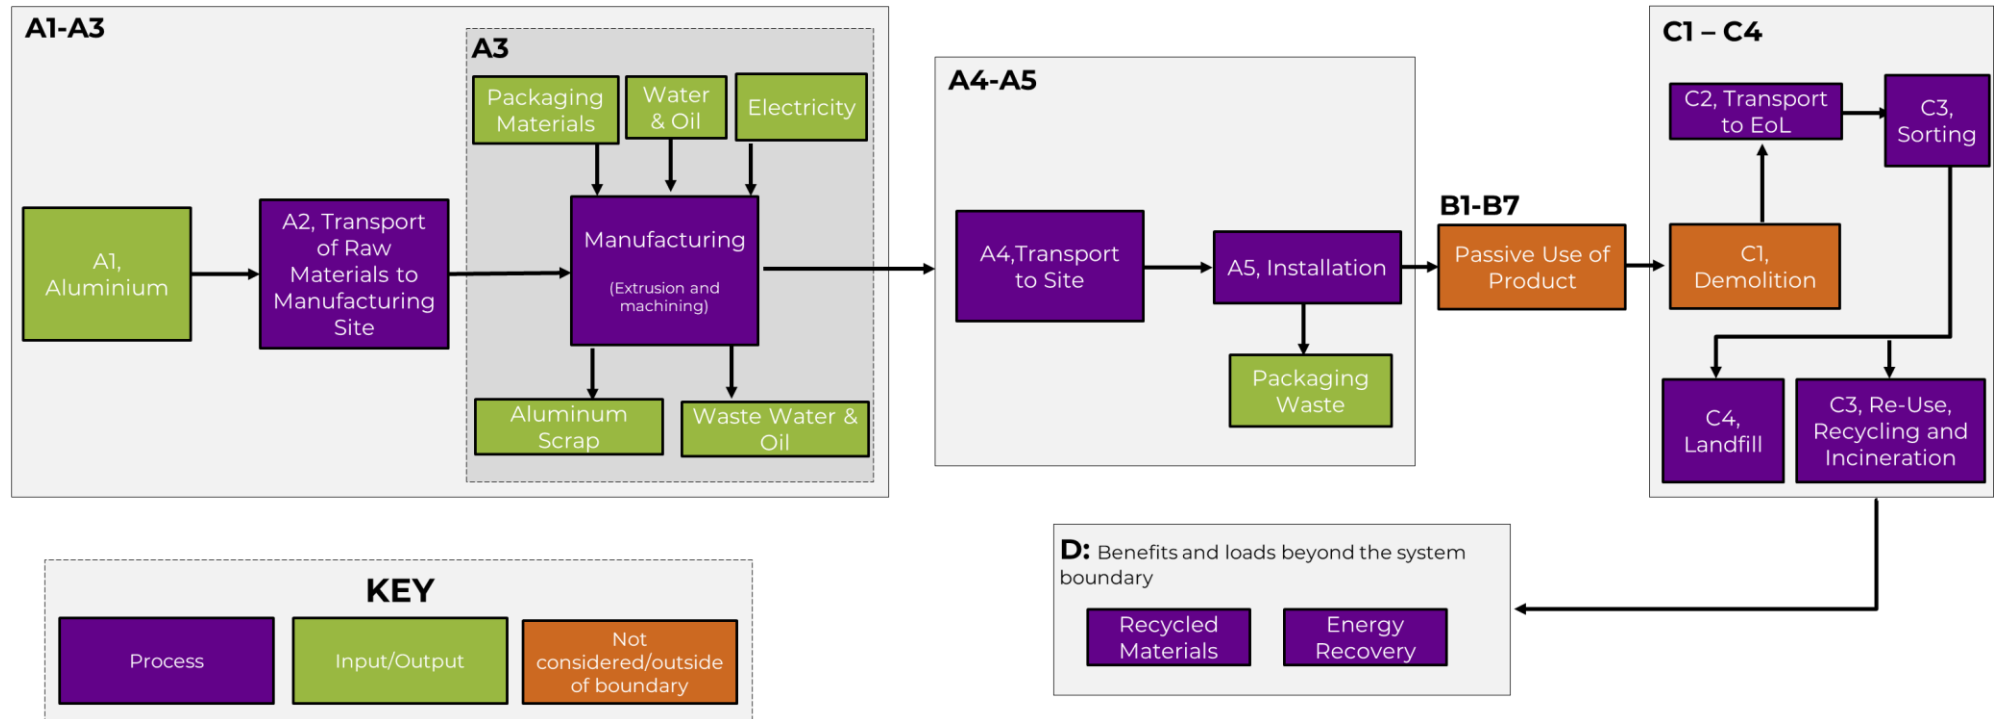 A1-A3
A3
Packaging
Materials
Water
& Oil
Electricity
A1,
Aluminium
A2, Transport
of Raw
Materials to
Manufacturing
Site
Manufacturing
(Extrusion and
machining)
Aluminum
Scrap
Waste Water &
Oil
A4-A5
A4,Transport
to Site
A5, Installation
Packaging
Waste
B1-B7
Passive Use of
Product
C1 – C4
C2, Transport
to EoL
C3,
Sorting
C1,
Demolition
C4,
Landfill
C3, Re-Use,
Recycling and
Incineration
D: Benefits and loads beyond the system
boundary
Recycled
Materials
Energy
Recovery
KEY
Process
Input/Output
Not
considered/outside
of boundary